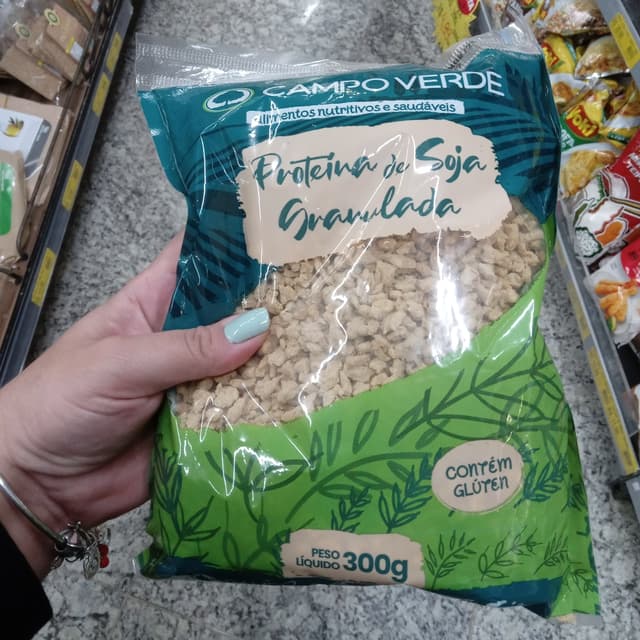 CAMPO VERDE
alimentos nutritivos e saudáveis
Proteína de Soja
Granulada
CONTÉM
GLÚTEN
PESO
LÍQUIDO 300g